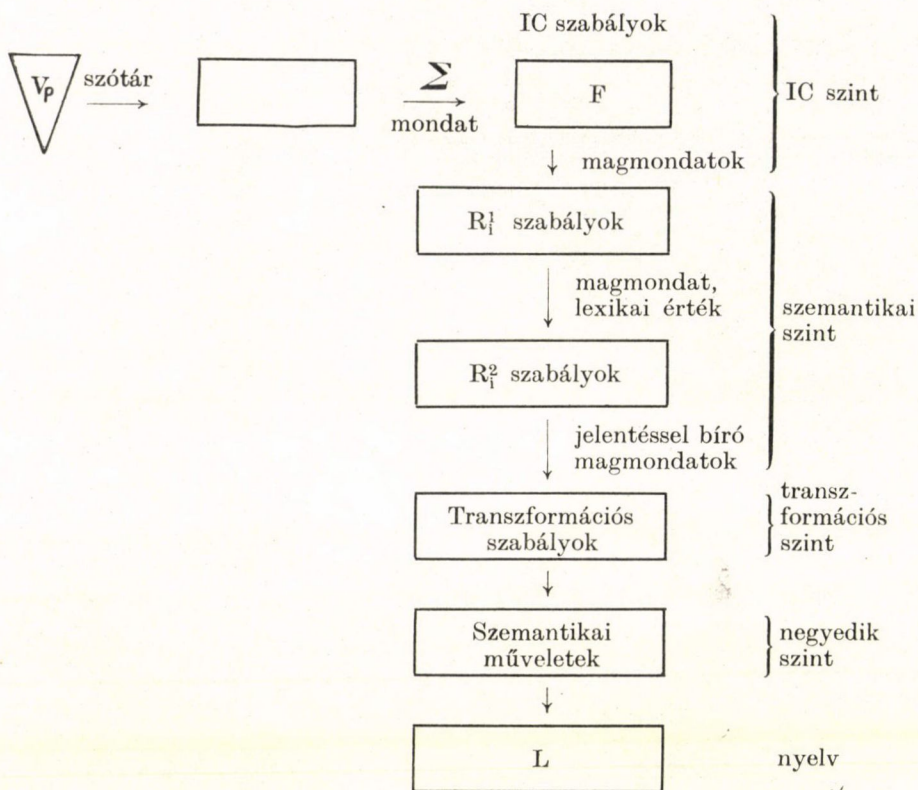 IC szabályok
V_p
szótár
Σ
mondat
F
IC szint
magmondatok
R_i^1 szabályok
magmondat,
lexikai érték
szemantikai
szint
R_i^2 szabályok
jelentéssel bíró
magmondatok
Transzformációs
szabályok
transz-
formációs
szint
Szemantikai
műveletek
negyedik
szint
L
nyelv